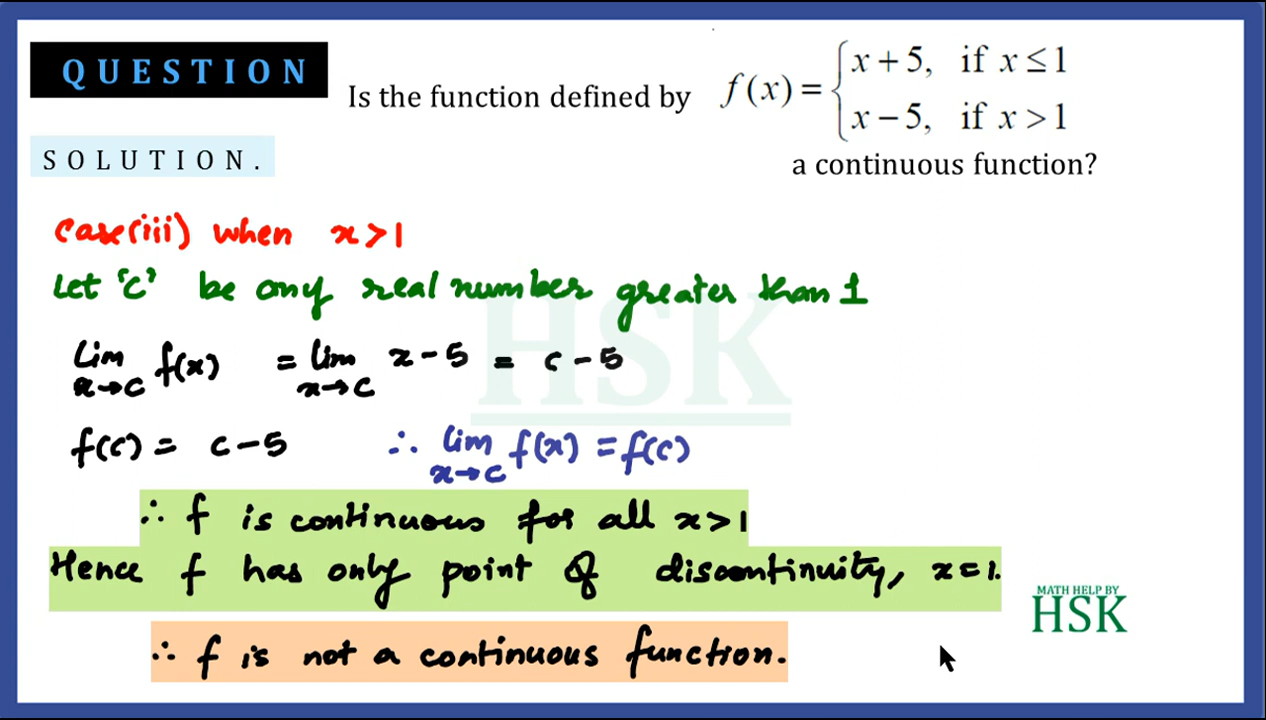 QUESTION
Is the function defined by f(x) = { x + 5, if x ≤ 1
x − 5, if x > 1
a continuous function?
SOLUTION.
Case(iii) when x > 1
Let 'c' be any real number greater than 1
lim x→c f(x) = lim x→c x − 5 = c − 5
f(c) = c − 5 ∴ lim x→c f(x) = f(c)
∴ f is continuous for all x > 1
Hence f has only point of discontinuity, x = 1.
∴ f is not a continuous function.
HSK
MATH HELP BY
HSK